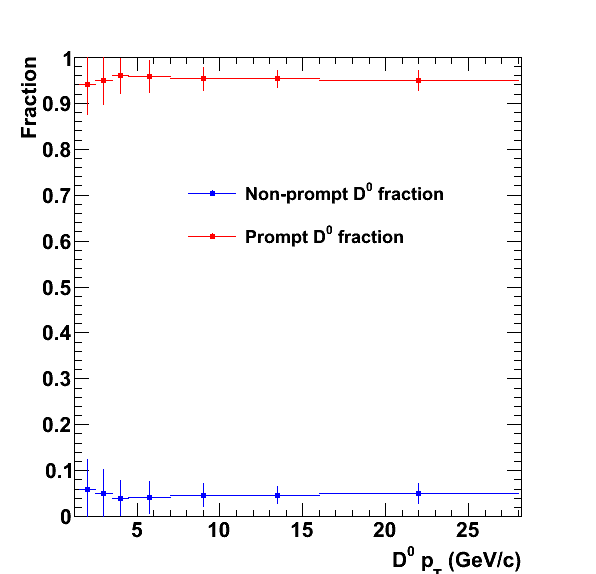 Fraction
1
0.9
0.8
0.7
0.6
0.5
0.4
0.3
0.2
0.1
0
Non-prompt D⁰ fraction
Prompt D⁰ fraction
5 10 15 20 25
D⁰ p_T (GeV/c)